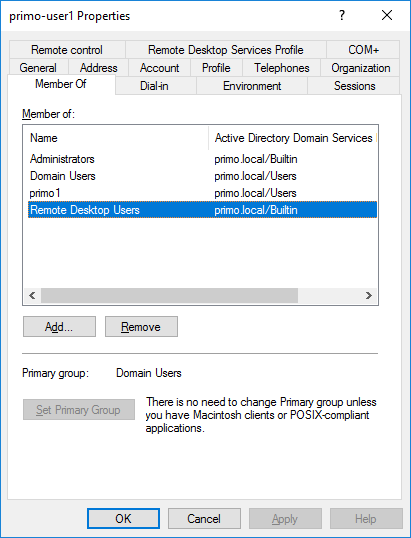 primo-user1 Properties
?
Remote control Remote Desktop Services Profile COM+
General Address Account Profile Telephones Organization
Member Of Dial-in Environment Sessions
Member of:
Name Active Directory Domain Services
Administrators primo.local/Builtin
Domain Users primo.local/Users
primo1 primo.local/Users
Remote Desktop Users primo.local/Builtin
Add... Remove
Primary group: Domain Users
Set Primary Group
There is no need to change Primary group unless
you have Macintosh clients or POSIX-compliant
applications.
OK Cancel Apply Help